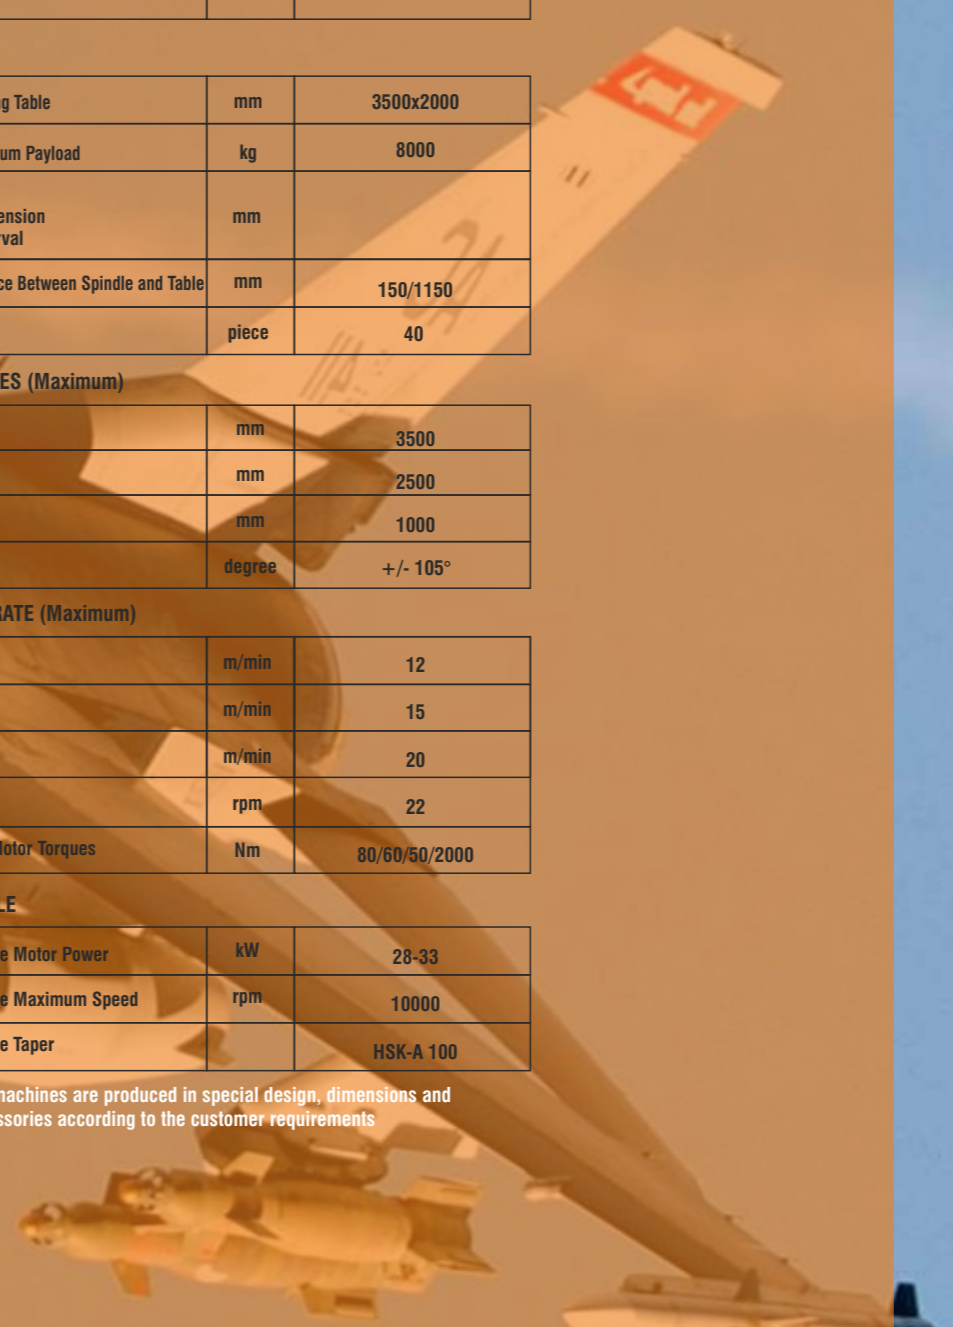 g Table mm 3500x2000
um Payload kg 8000
ension mm
rval
ce Between Spindle and Table mm 150/1150
piece 40
ES (Maximum)
mm 3500
mm 2500
mm 1000
degree +/- 105°
RATE (Maximum)
m/min 12
m/min 15
m/min 20
rpm 22
Motor Torques Nm 80/60/50/2000
LE
e Motor Power kW 28-33
e Maximum Speed rpm 10000
e Taper HSK-A 100
machines are produced in special design, dimensions and
ssories according to the customer requirements